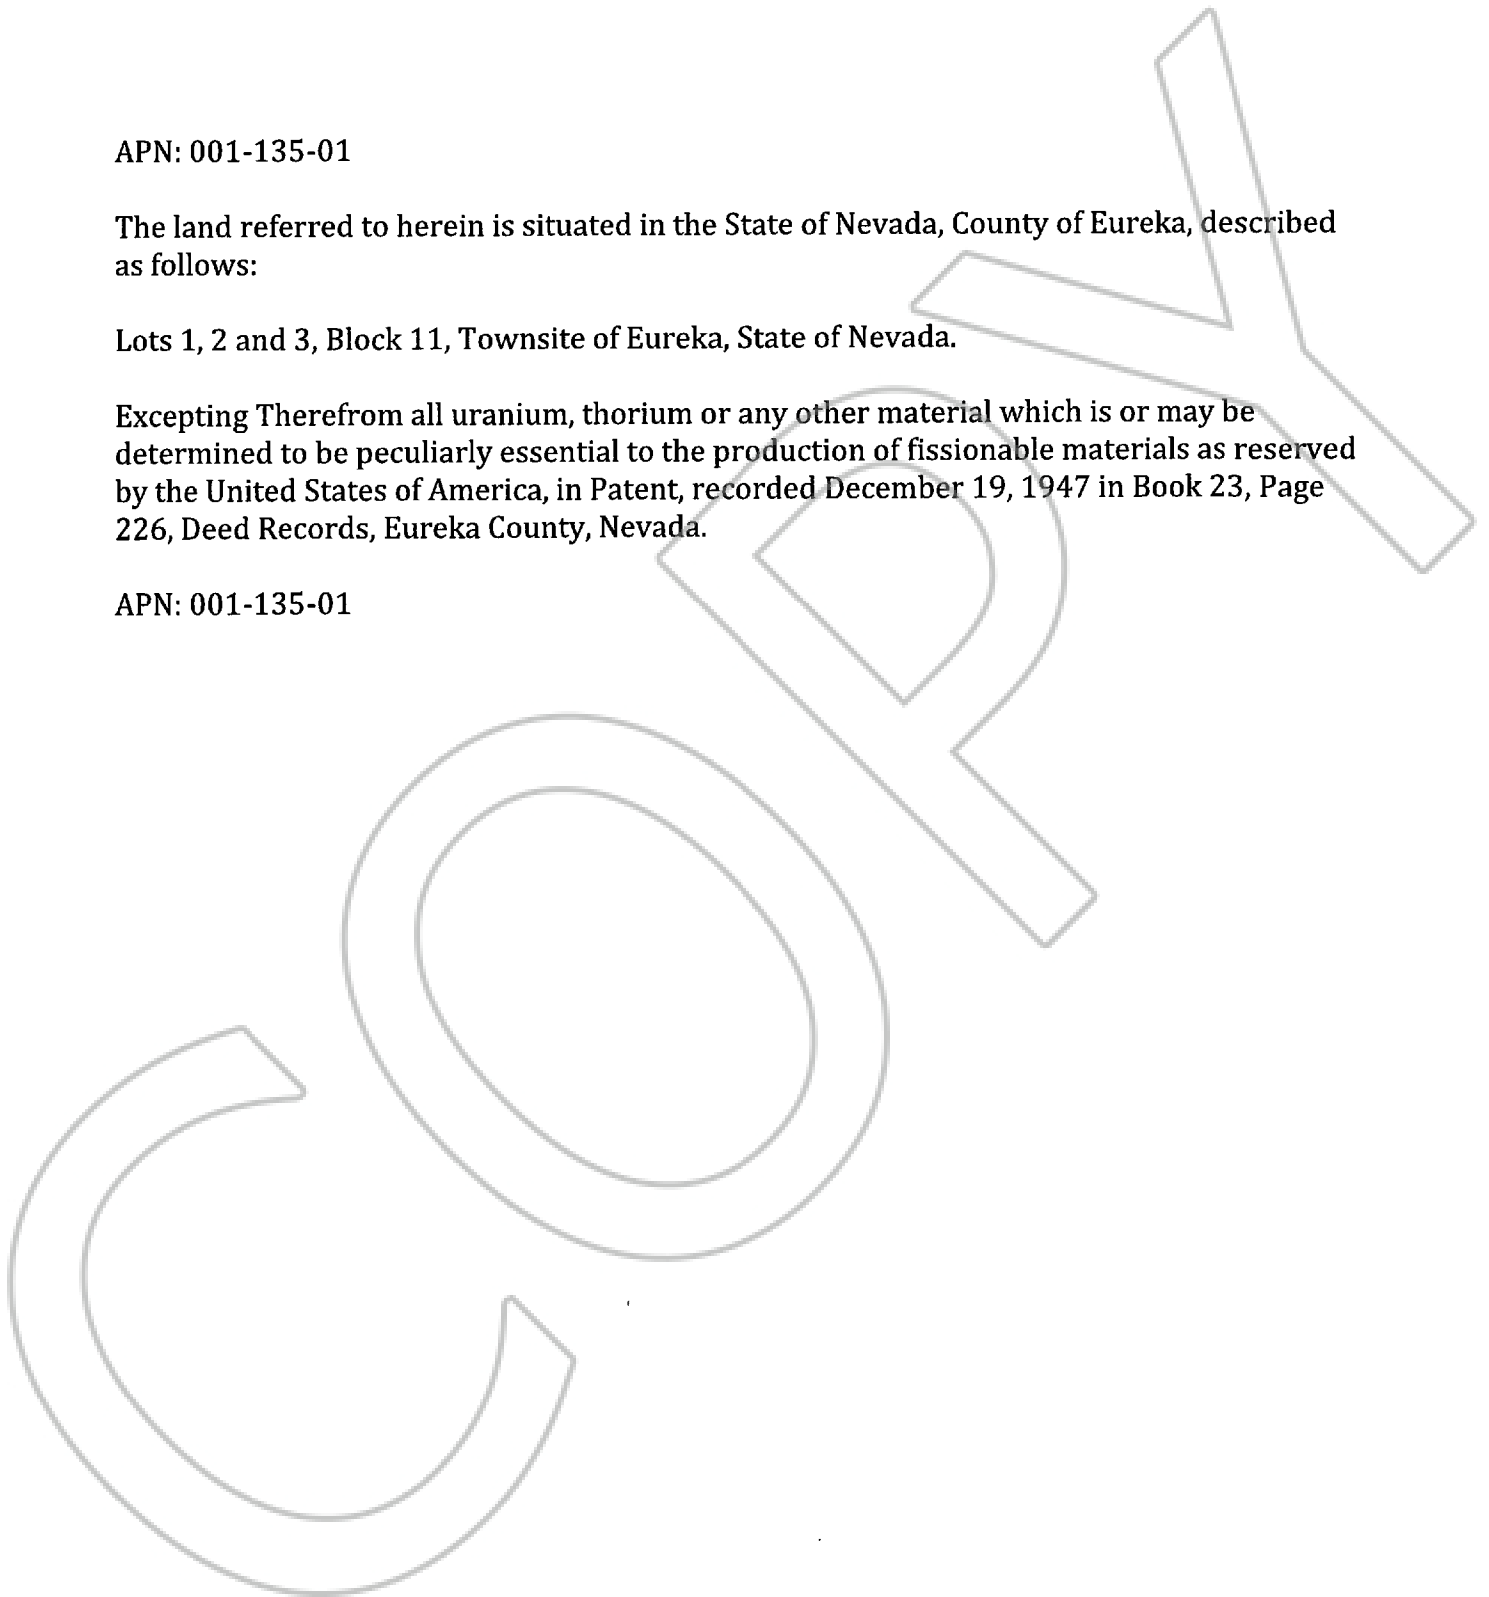 APN: 001-135-01
The land referred to herein is situated in the State of Nevada, County of Eureka, described
as follows:
Lots 1, 2 and 3, Block 11, Townsite of Eureka, State of Nevada.
Excepting Therefrom all uranium, thorium or any other material which is or may be
determined to be peculiarly essential to the production of fissionable materials as reserved
by the United States of America, in Patent, recorded December 19, 1947 in Book 23, Page
226, Deed Records, Eureka County, Nevada.
APN: 001-135-01
COPY